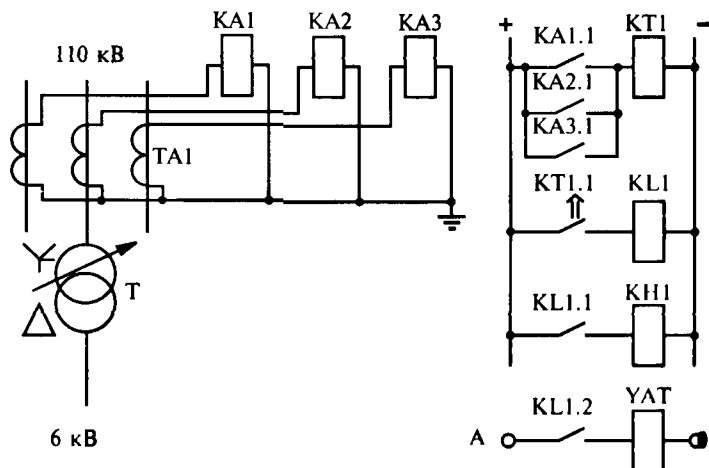 KA1 KA2 KA3
110 кВ
TA1
T
6 кВ
+ −
KA1.1 KT1
KA2.1
KA3.1
KT1.1 KL1
KL1.1 KH1
A KL1.2 YAT